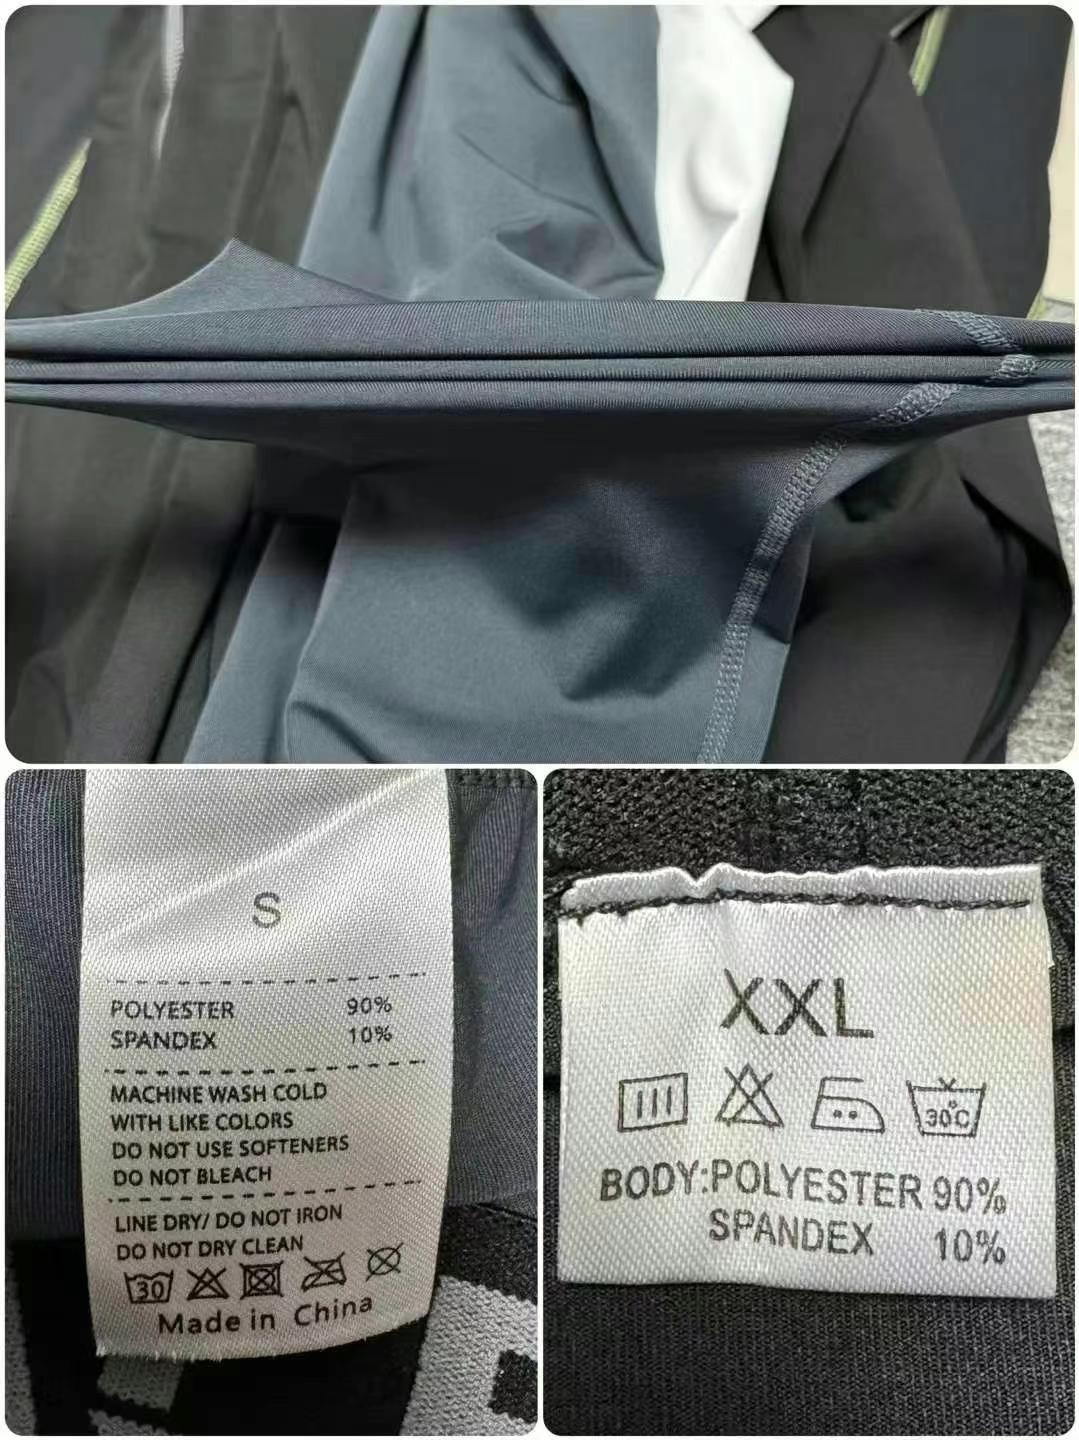 S
POLYESTER 90%
SPANDEX 10%
MACHINE WASH COLD
WITH LIKE COLORS
DO NOT USE SOFTENERS
DO NOT BLEACH
LINE DRY/ DO NOT IRON
DO NOT DRY CLEAN
30
Made in China
XXL
30°C
BODY:POLYESTER 90%
SPANDEX 10%